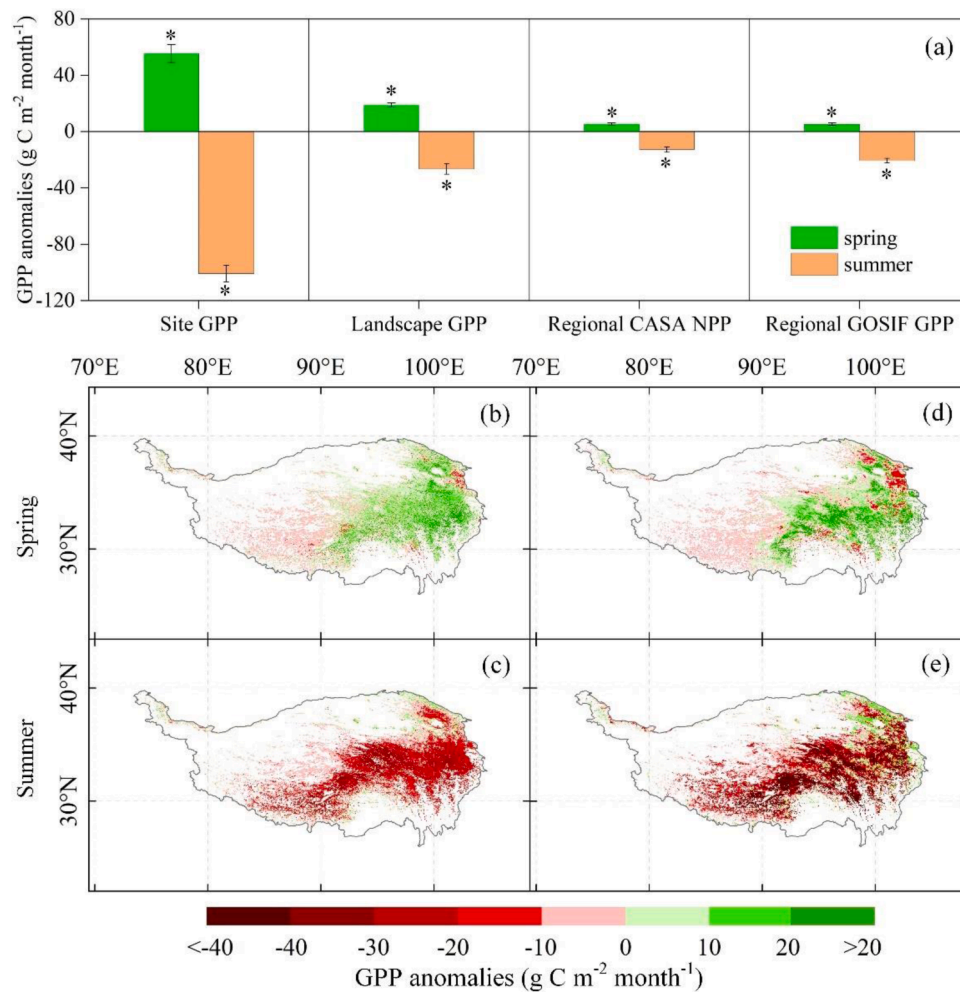 GPP anomalies (g C m⁻² month⁻¹)
80
40
0
-40
-80
-120
(a)
*
*
*
*
*
*
*
*
spring
summer
Site GPP
Landscape GPP
Regional CASA NPP
Regional GOSIF GPP
70°E 80°E 90°E 100°E 70°E 80°E 90°E 100°E
Spring
40°N
30°N
(b)
(d)
Summer
40°N
30°N
(c)
(e)
<-40 -40 -30 -20 -10 0 10 20 >20
GPP anomalies (g C m⁻² month⁻¹)